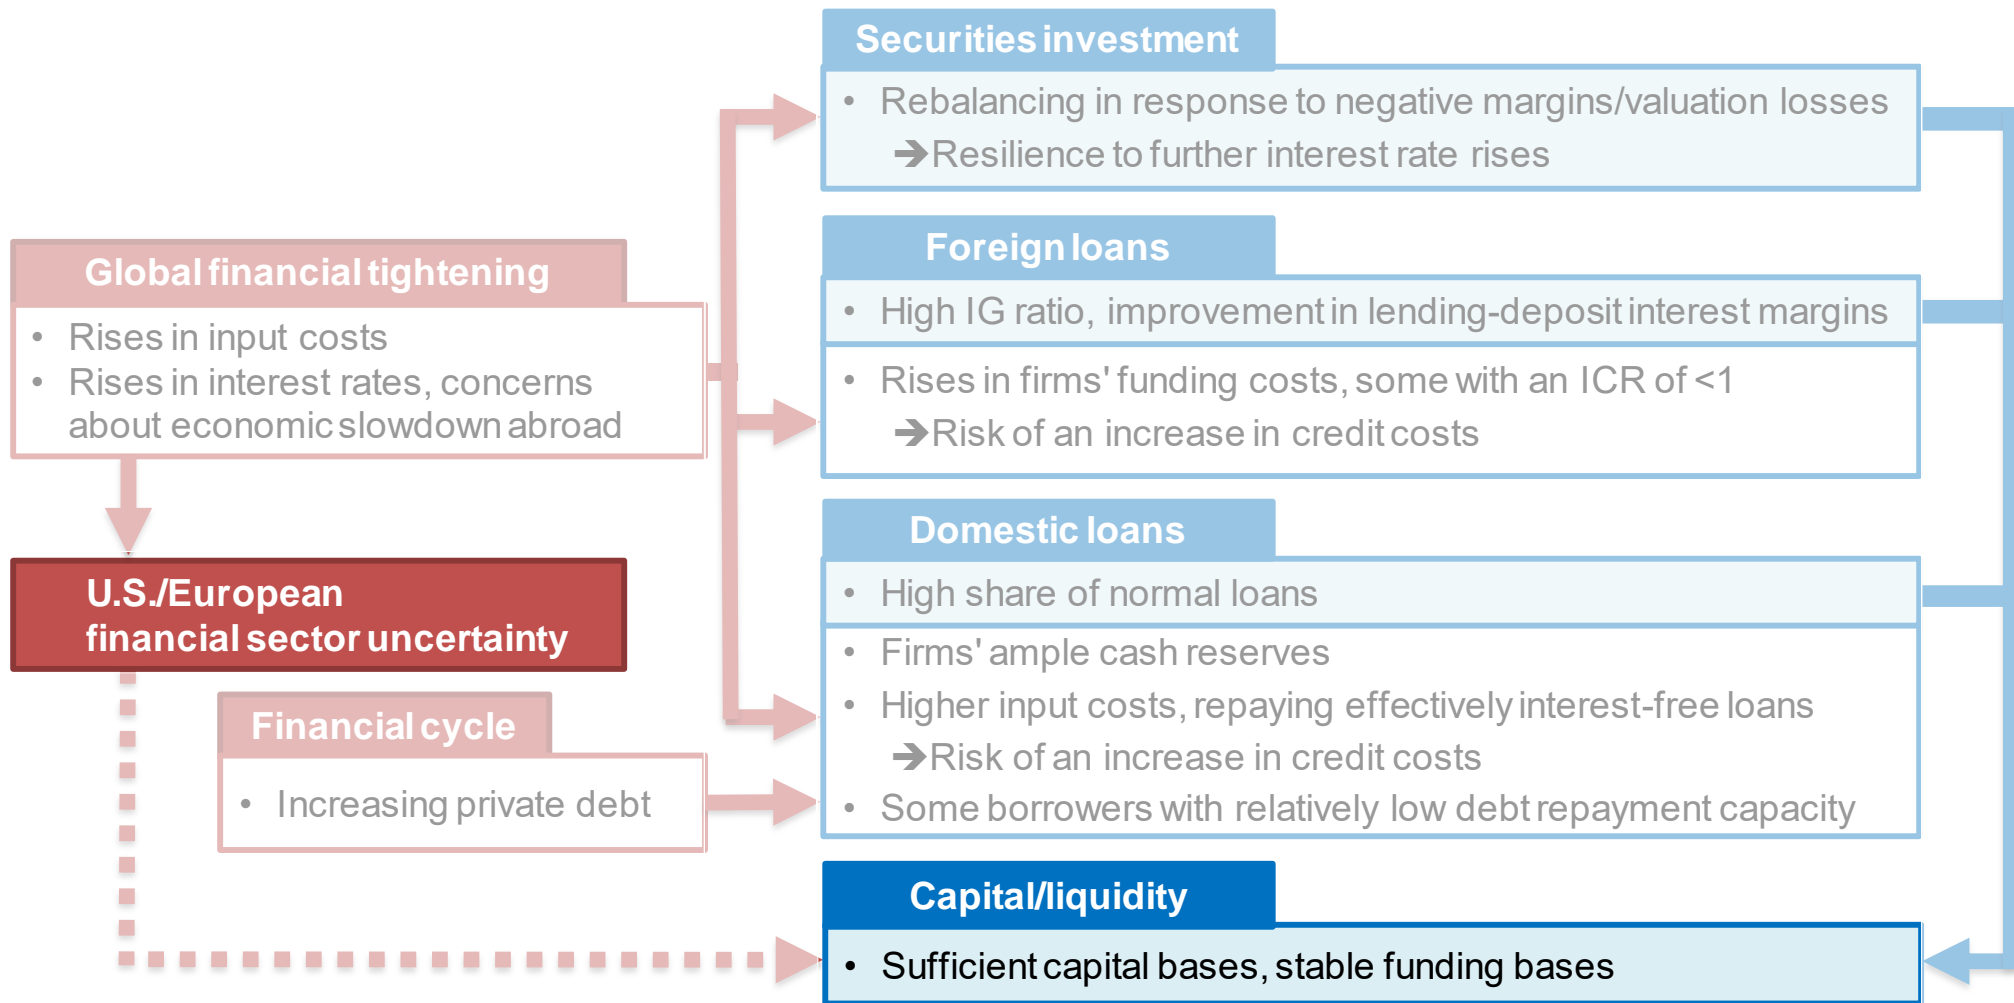 Securities investment
• Rebalancing in response to negative margins/valuation losses
➔Resilience to further interest rate rises
Foreign loans
• High IG ratio, improvement in lending-deposit interest margins
• Rises in firms' funding costs, some with an ICR of <1
➔Risk of an increase in credit costs
Global financial tightening
• Rises in input costs
• Rises in interest rates, concerns
about economic slowdown abroad
Domestic loans
• High share of normal loans
• Firms' ample cash reserves
• Higher input costs, repaying effectively interest-free loans
➔Risk of an increase in credit costs
• Some borrowers with relatively low debt repayment capacity
U.S./European
financial sector uncertainty
Financial cycle
• Increasing private debt
Capital/liquidity
• Sufficient capital bases, stable funding bases